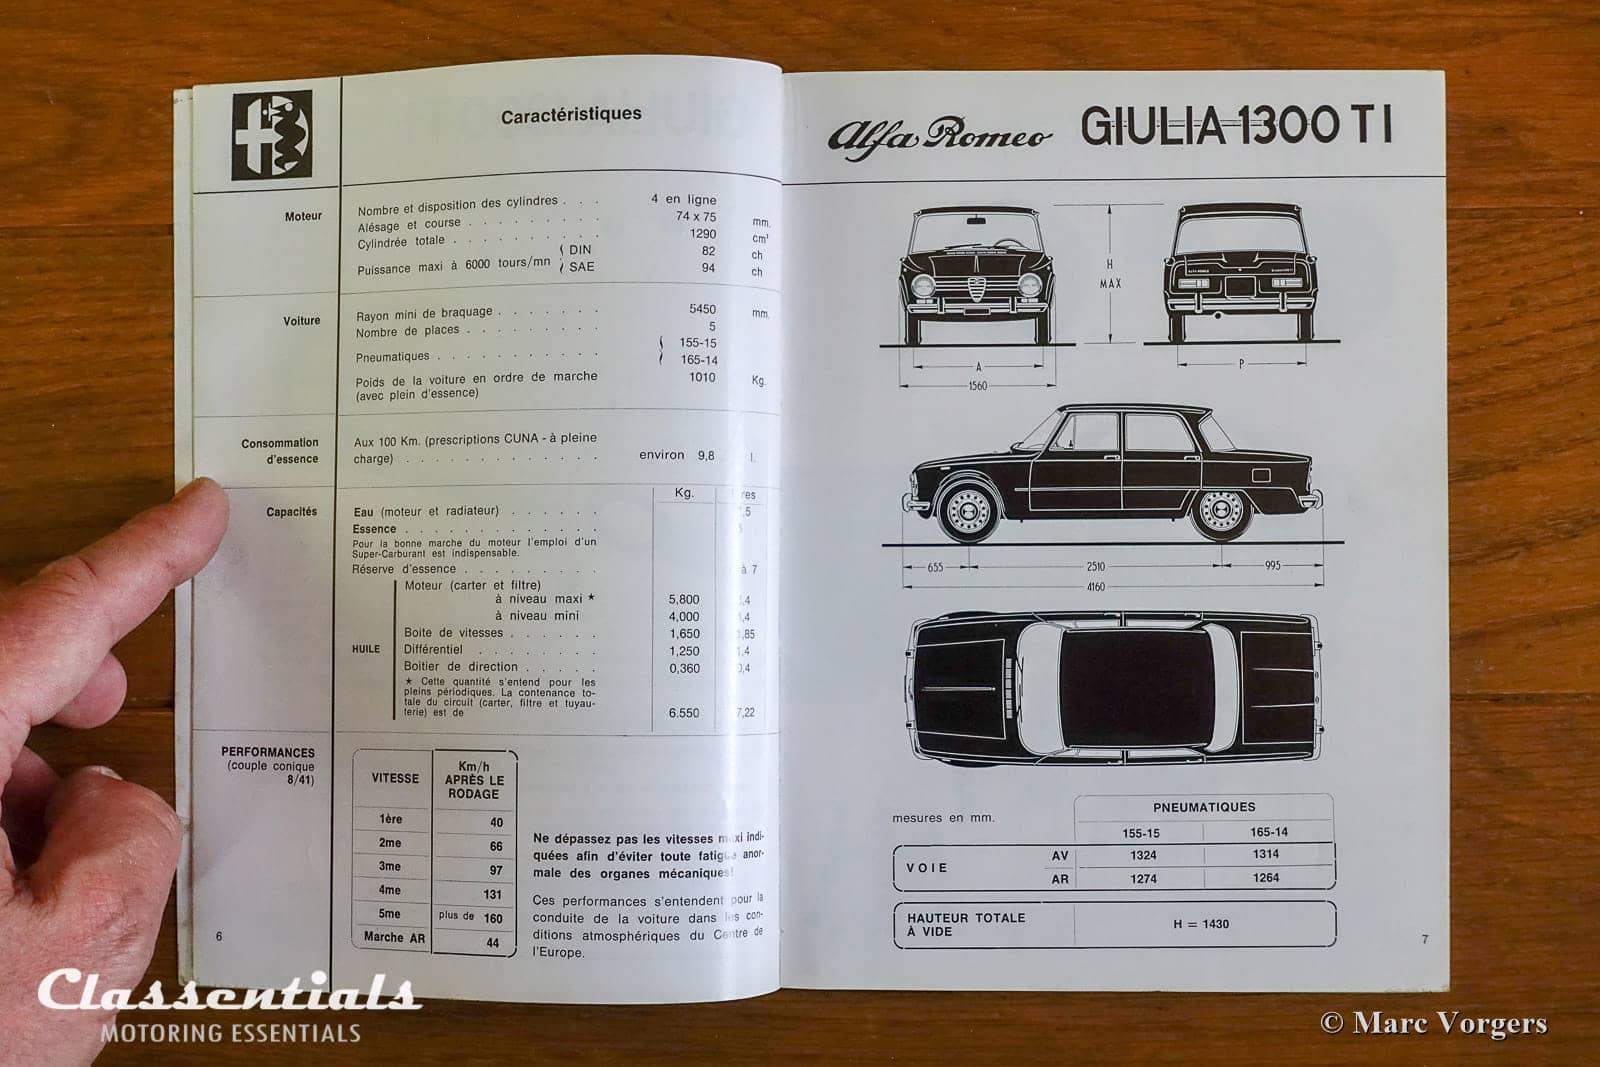 Caractéristiques
Moteur
Nombre et disposition des cylindres . . . 4 en ligne
Alésage et course . . . . . . . . 74 x 75 mm.
Cylindrée totale . . . . . . . . . . 1290 cm³
Puissance maxi à 6000 tours/mn { DIN 82 ch
{ SAE 94 ch
Voiture
Rayon mini de braquage . . . . . . . 5450 mm.
Nombre de places . . . . . . . . . 5
Pneumatiques . . . . . . . . . . . { 155-15
{ 165-14
Poids de la voiture en ordre de marche 1010 Kg.
(avec plein d'essence)
Consommation
d'essence
Aux 100 Km. (prescriptions CUNA - à pleine
charge) . . . . . . . . . . . . . environ 9,8 l.
Capacités
Kg.
Eau (moteur et radiateur) . . . . . .
Essence . . . . . . . . . . . . .
Pour la bonne marche du moteur l'emploi d'un
Super-Carburant est indispensable.
Réserve d'essence . . . . . . . . . à 7
HUILE
Moteur (carter et filtre)
à niveau maxi ★ 5,800
à niveau mini 4,000
Boite de vitesses . . . . . . 1,650
Différentiel . . . . . . . . 1,250
Boitier de direction . . . . . 0,360 0,4
★ Cette quantité s'entend pour les
pleins périodiques. La contenance to-
tale du circuit (carter, filtre et tuyau-
terie) est de 6.550 7,22
PERFORMANCES
(couple conique
8/41)
VITESSE
Km/h
APRÈS LE
RODAGE
1ère 40
2me 66
3me 97
4me 131
5me plus de 160
Marche AR 44
Ne dépassez pas les vitesses maxi indi-
quées afin d'éviter toute fatigue anor-
male des organes mécaniques!
Ces performances s'entendent pour la
conduite de la voiture dans les con-
ditions atmosphériques du Centre de
l'Europe.
6
Alfa Romeo GIULIA 1300 TI
H
MAX
A
1560
P
655 2510 995
4160
mesures en mm.
PNEUMATIQUES
155-15 165-14
VOIE
AV 1324 1314
AR 1274 1264
HAUTEUR TOTALE
À VIDE
H = 1430
7
Classentials
MOTORING ESSENTIALS
© Marc Vorgers